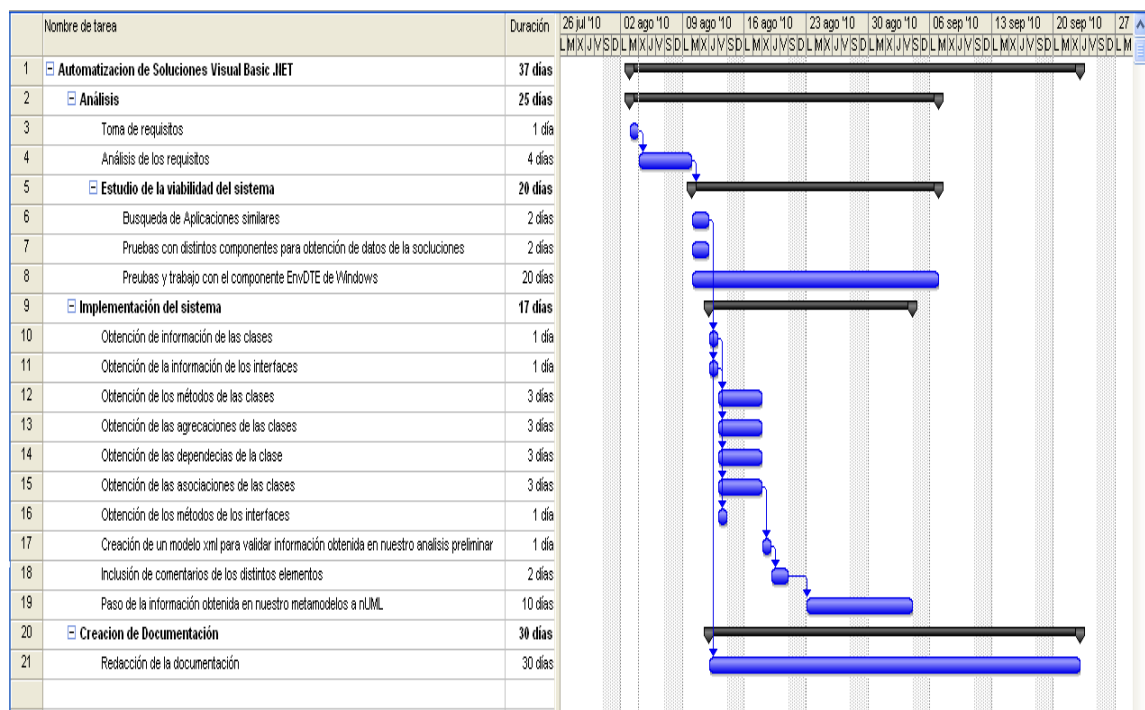 Nombre de tarea Duración 26 jul '10 02 ago '10 09 ago '10 16 ago '10 23 ago '10 30 ago '10 06 sep '10 13 sep '10 20 sep '10 27
L M X J V S D L M X J V S D L M X J V S D L M X J V S D L M X J V S D L M X J V S D L M X J V S D L M X J V S D L M X J V S D L M
1 Automatizacion de Soluciones Visual Basic .NET 37 días
2 Análisis 25 días
3 Toma de requisitos 1 día
4 Análisis de los requisitos 4 días
5 Estudio de la viabilidad del sistema 20 días
6 Busqueda de Aplicaciones similares 2 días
7 Pruebas con distintos componentes para obtención de datos de la socluciones 2 días
8 Preubas y trabajo con el componente EnvDTE de Windows 20 días
9 Implementación del sistema 17 días
10 Obtención de información de las clases 1 día
11 Obtención de la información de los interfaces 1 día
12 Obtención de los métodos de las clases 3 días
13 Obtención de las agrecaciones de las clases 3 días
14 Obtención de las dependecias de la clase 3 días
15 Obtención de las asociaciones de las clases 3 días
16 Obtención de los métodos de los interfaces 1 día
17 Creación de un modelo xml para validar información obtenida en nuestro analisis preliminar 1 día
18 Inclusión de comentarios de los distintos elementos 2 días
19 Paso de la información obtenida en nuestro metamodelos a nUML 10 días
20 Creacion de Documentación 30 días
21 Redacción de la documentación 30 días